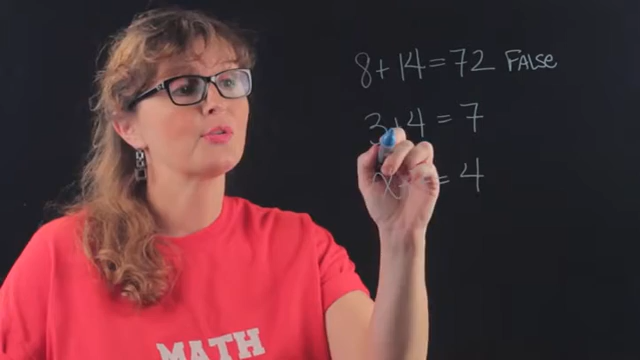 8 + 14 = 72 FALSE
3 + 4 = 7
= 4
MATH